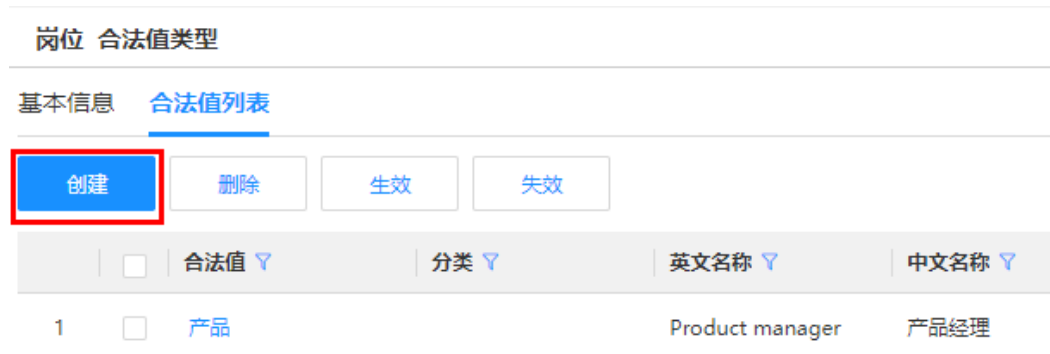 岗位 合法值类型
基本信息 合法值列表
创建 删除 生效 失效
合法值 分类 英文名称 中文名称
1 产品 Product manager 产品经理